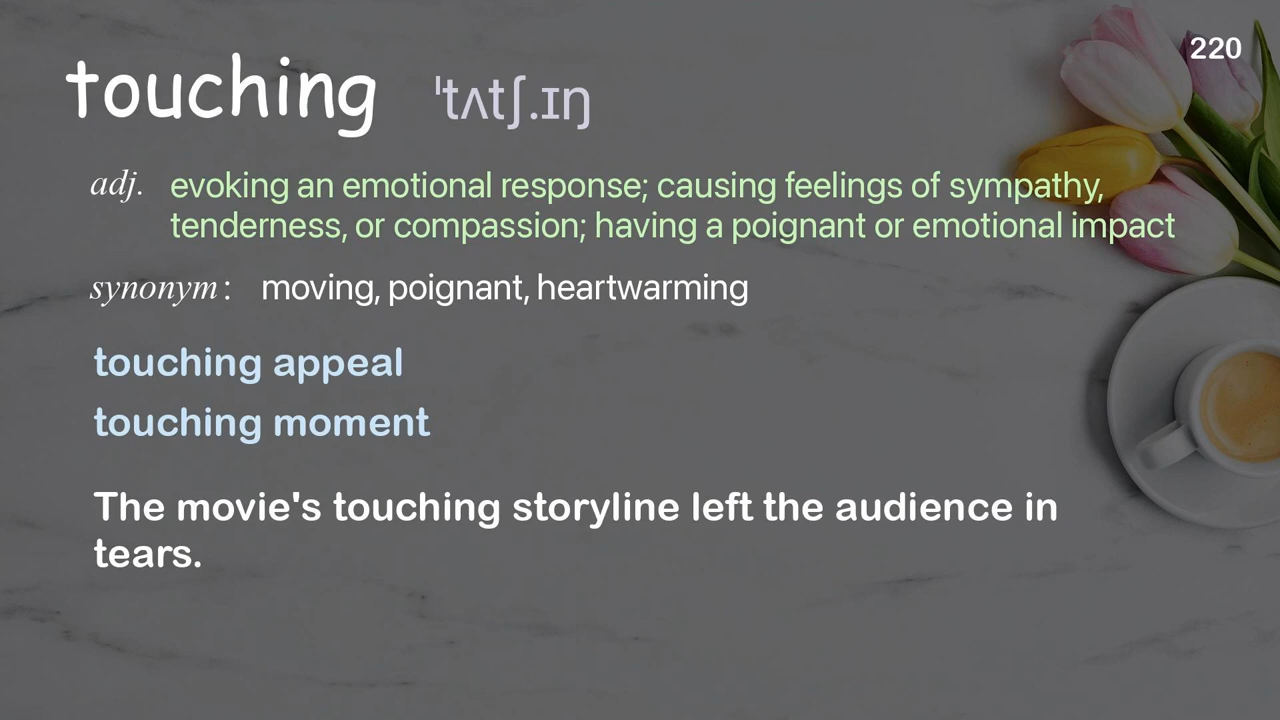 220
touching ˈtʌtʃ.ɪŋ
adj. evoking an emotional response; causing feelings of sympathy,
tenderness, or compassion; having a poignant or emotional impact
synonym : moving, poignant, heartwarming
touching appeal
touching moment
The movie's touching storyline left the audience in
tears.